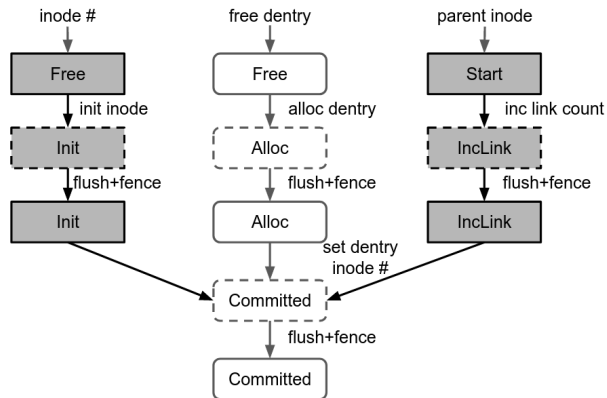 inode #
free dentry
parent inode
Free
Free
Start
init inode
alloc dentry
inc link count
Init
Alloc
IncLink
flush+fence
flush+fence
flush+fence
Init
Alloc
IncLink
set dentry
inode #
Committed
flush+fence
Committed